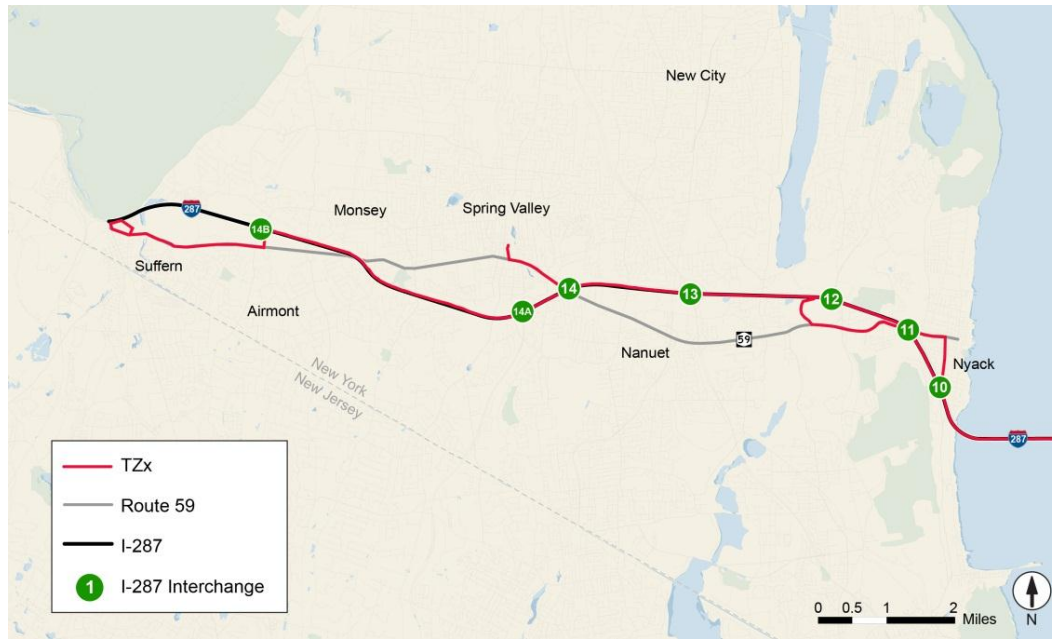 New City
Monsey
Spring Valley
287
14B
Suffern
Airmont
14
13
12
14A
11
59
Nanuet
Nyack
10
New York
New Jersey
287
TZx
Route 59
I-287
1
I-287 Interchange
0 0.5 1 2
Miles
N